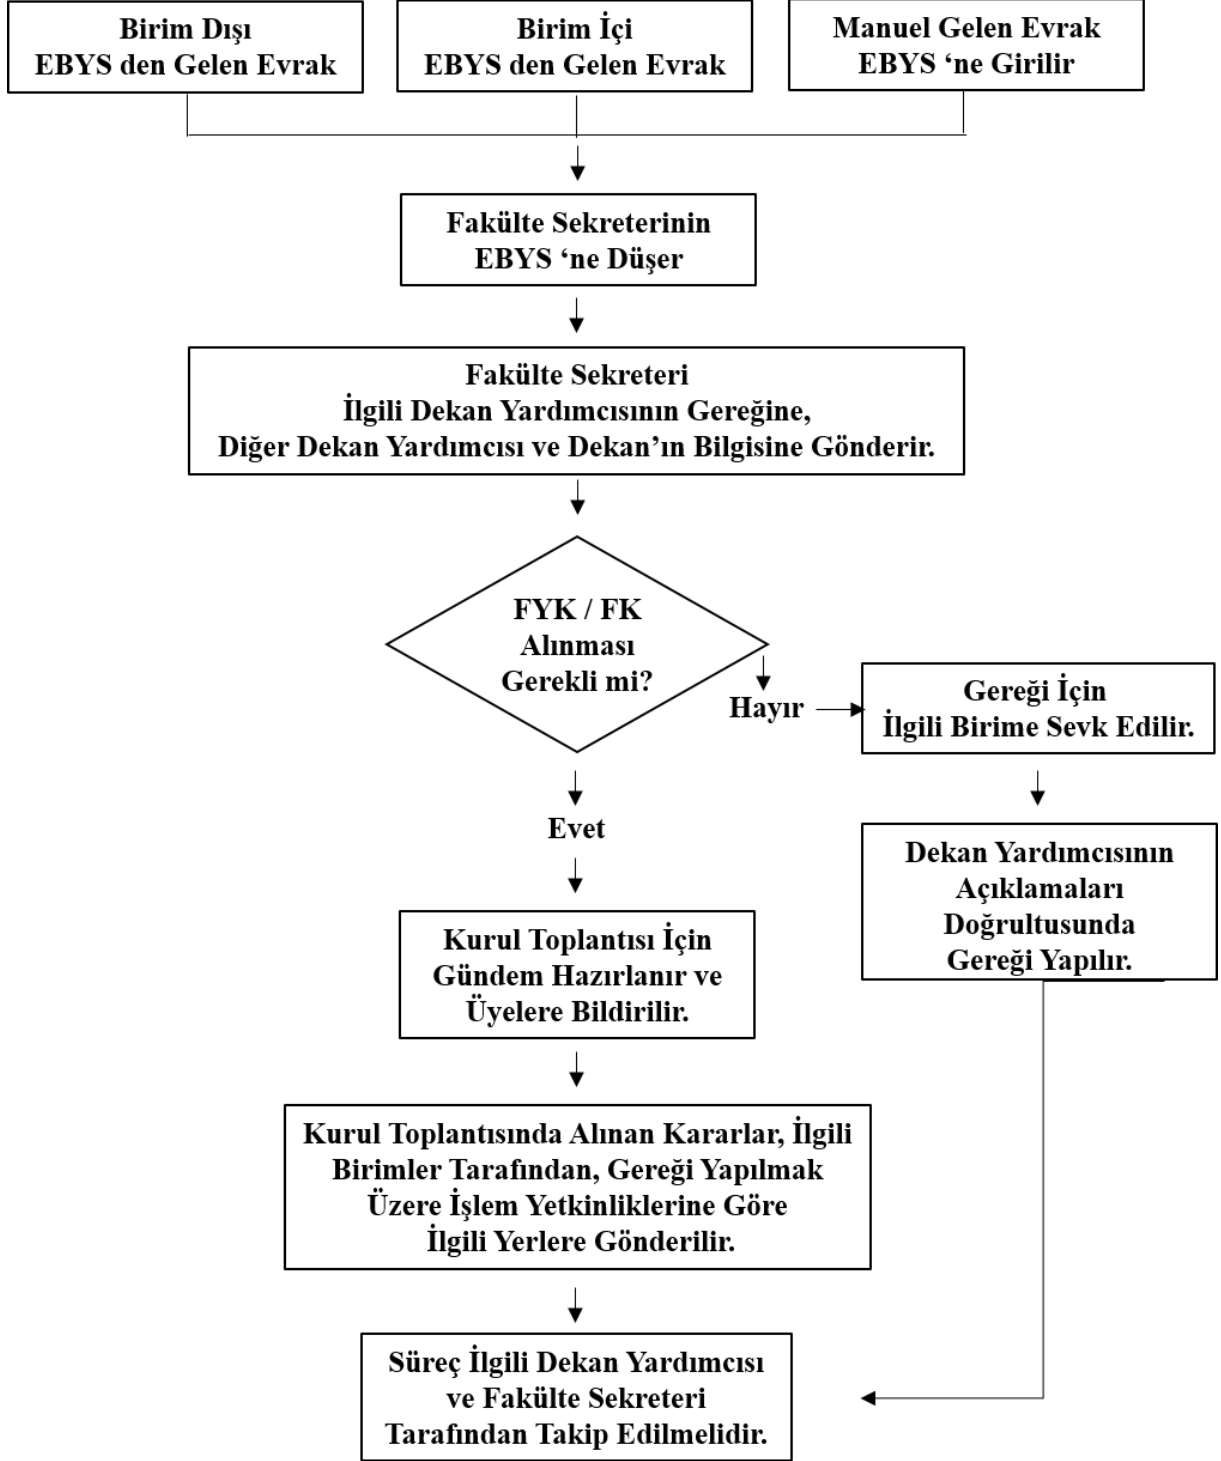 Birim Dışı
EBYS den Gelen Evrak
Birim İçi
EBYS den Gelen Evrak
Manuel Gelen Evrak
EBYS ‘ne Girilir
Fakülte Sekreterinin
EBYS ‘ne Düşer
Fakülte Sekreteri
İlgili Dekan Yardımcısının Gereğine,
Diğer Dekan Yardımcısı ve Dekan’ın Bilgisine Gönderir.
FYK / FK
Alınması
Gerekli mi?
Hayır
Gereği İçin
İlgili Birime Sevk Edilir.
Dekan Yardımcısının
Açıklamaları
Doğrultusunda
Gereği Yapılır.
Evet
Kurul Toplantısı İçin
Gündem Hazırlanır ve
Üyelere Bildirilir.
Kurul Toplantısında Alınan Kararlar, İlgili
Birimler Tarafından, Gereği Yapılmak
Üzere İşlem Yetkinliklerine Göre
İlgili Yerlere Gönderilir.
Süreç İlgili Dekan Yardımcısı
ve Fakülte Sekreteri
Tarafından Takip Edilmelidir.